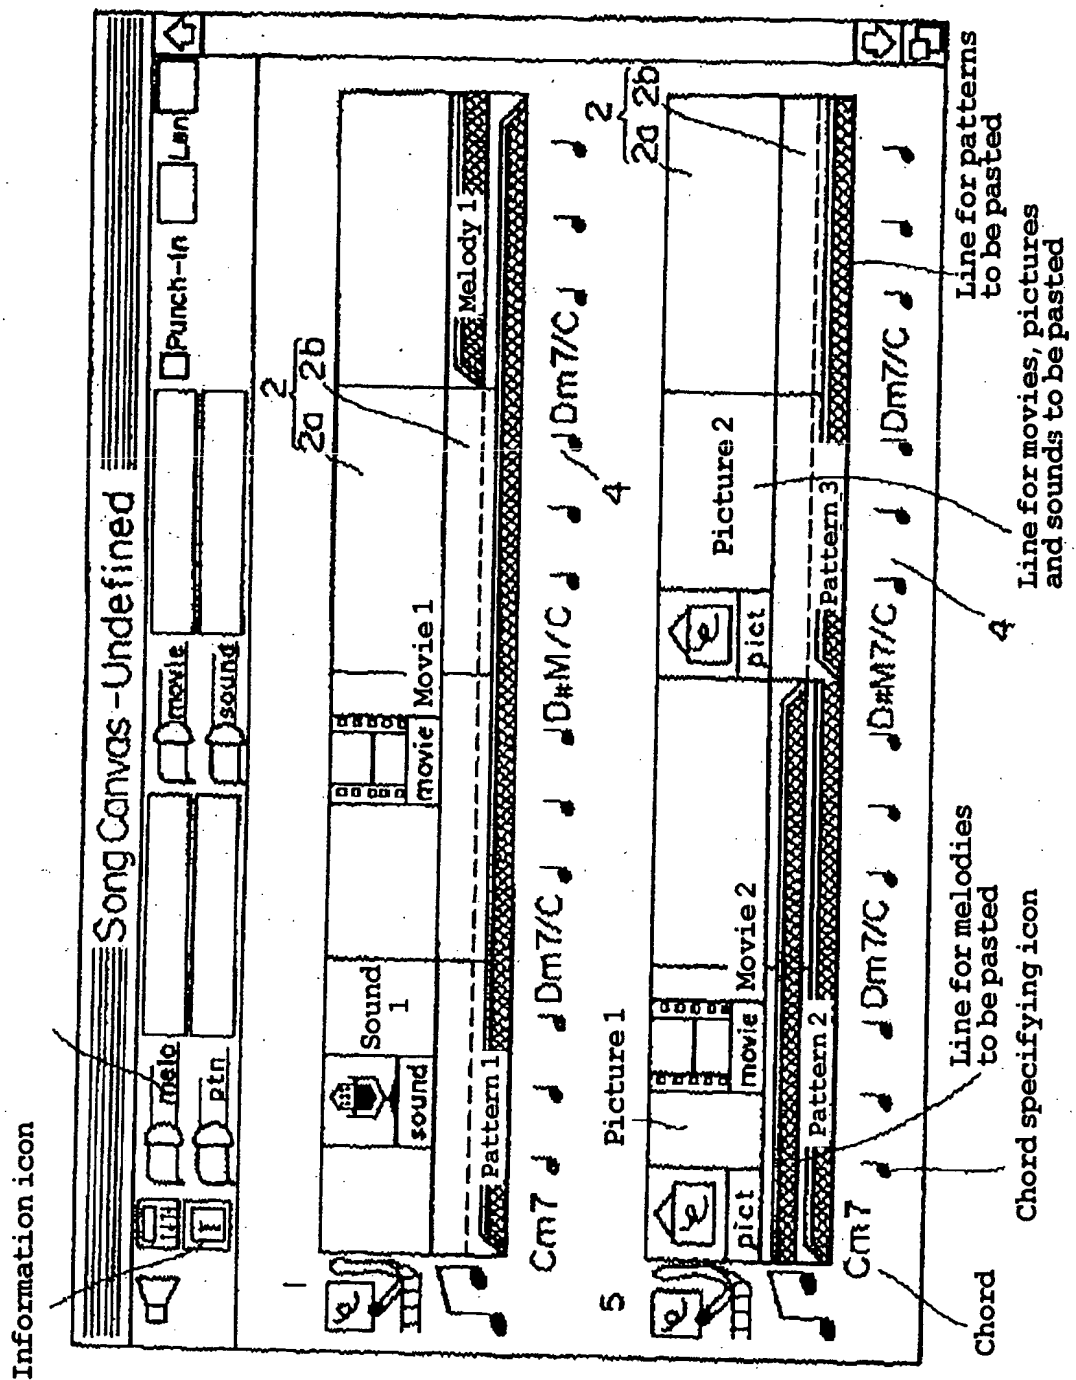 Information icon
Song Canvas-Undefined
melo
ptn
movie
sound
Punch-in
Len
1
2
2a 2b
sound
Sound
1
movie
Movie 1
Pattern 1
Melody 1
Cm7
Dm7/C
D#M/C
Dm7/C
4
5
Picture 1
2
2a 2b
pict
movie
Movie 2
pict
Picture 2
Pattern 2
Pattern 3
Cm7
Dm7/C
D#M7/C
Dm7/C
4
Chord
Chord specifying icon
Line for melodies
to be pasted
Line for movies, pictures
and sounds to be pasted
Line for patterns
to be pasted